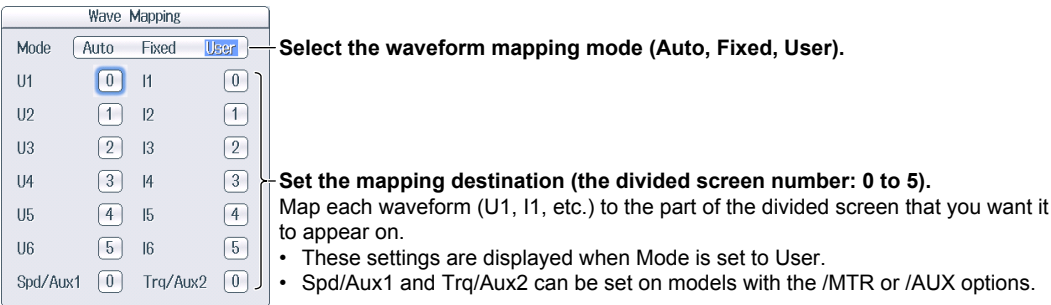 Wave Mapping
Mode Auto Fixed User
Select the waveform mapping mode (Auto, Fixed, User).
U1 0 I1 0
U2 1 I2 1
U3 2 I3 2
U4 3 I4 3
Set the mapping destination (the divided screen number: 0 to 5).
Map each waveform (U1, I1, etc.) to the part of the divided screen that you want it
to appear on.
U5 4 I5 4
U6 5 I6 5
• These settings are displayed when Mode is set to User.
Spd/Aux1 0 Trq/Aux2 0
• Spd/Aux1 and Trq/Aux2 can be set on models with the /MTR or /AUX options.